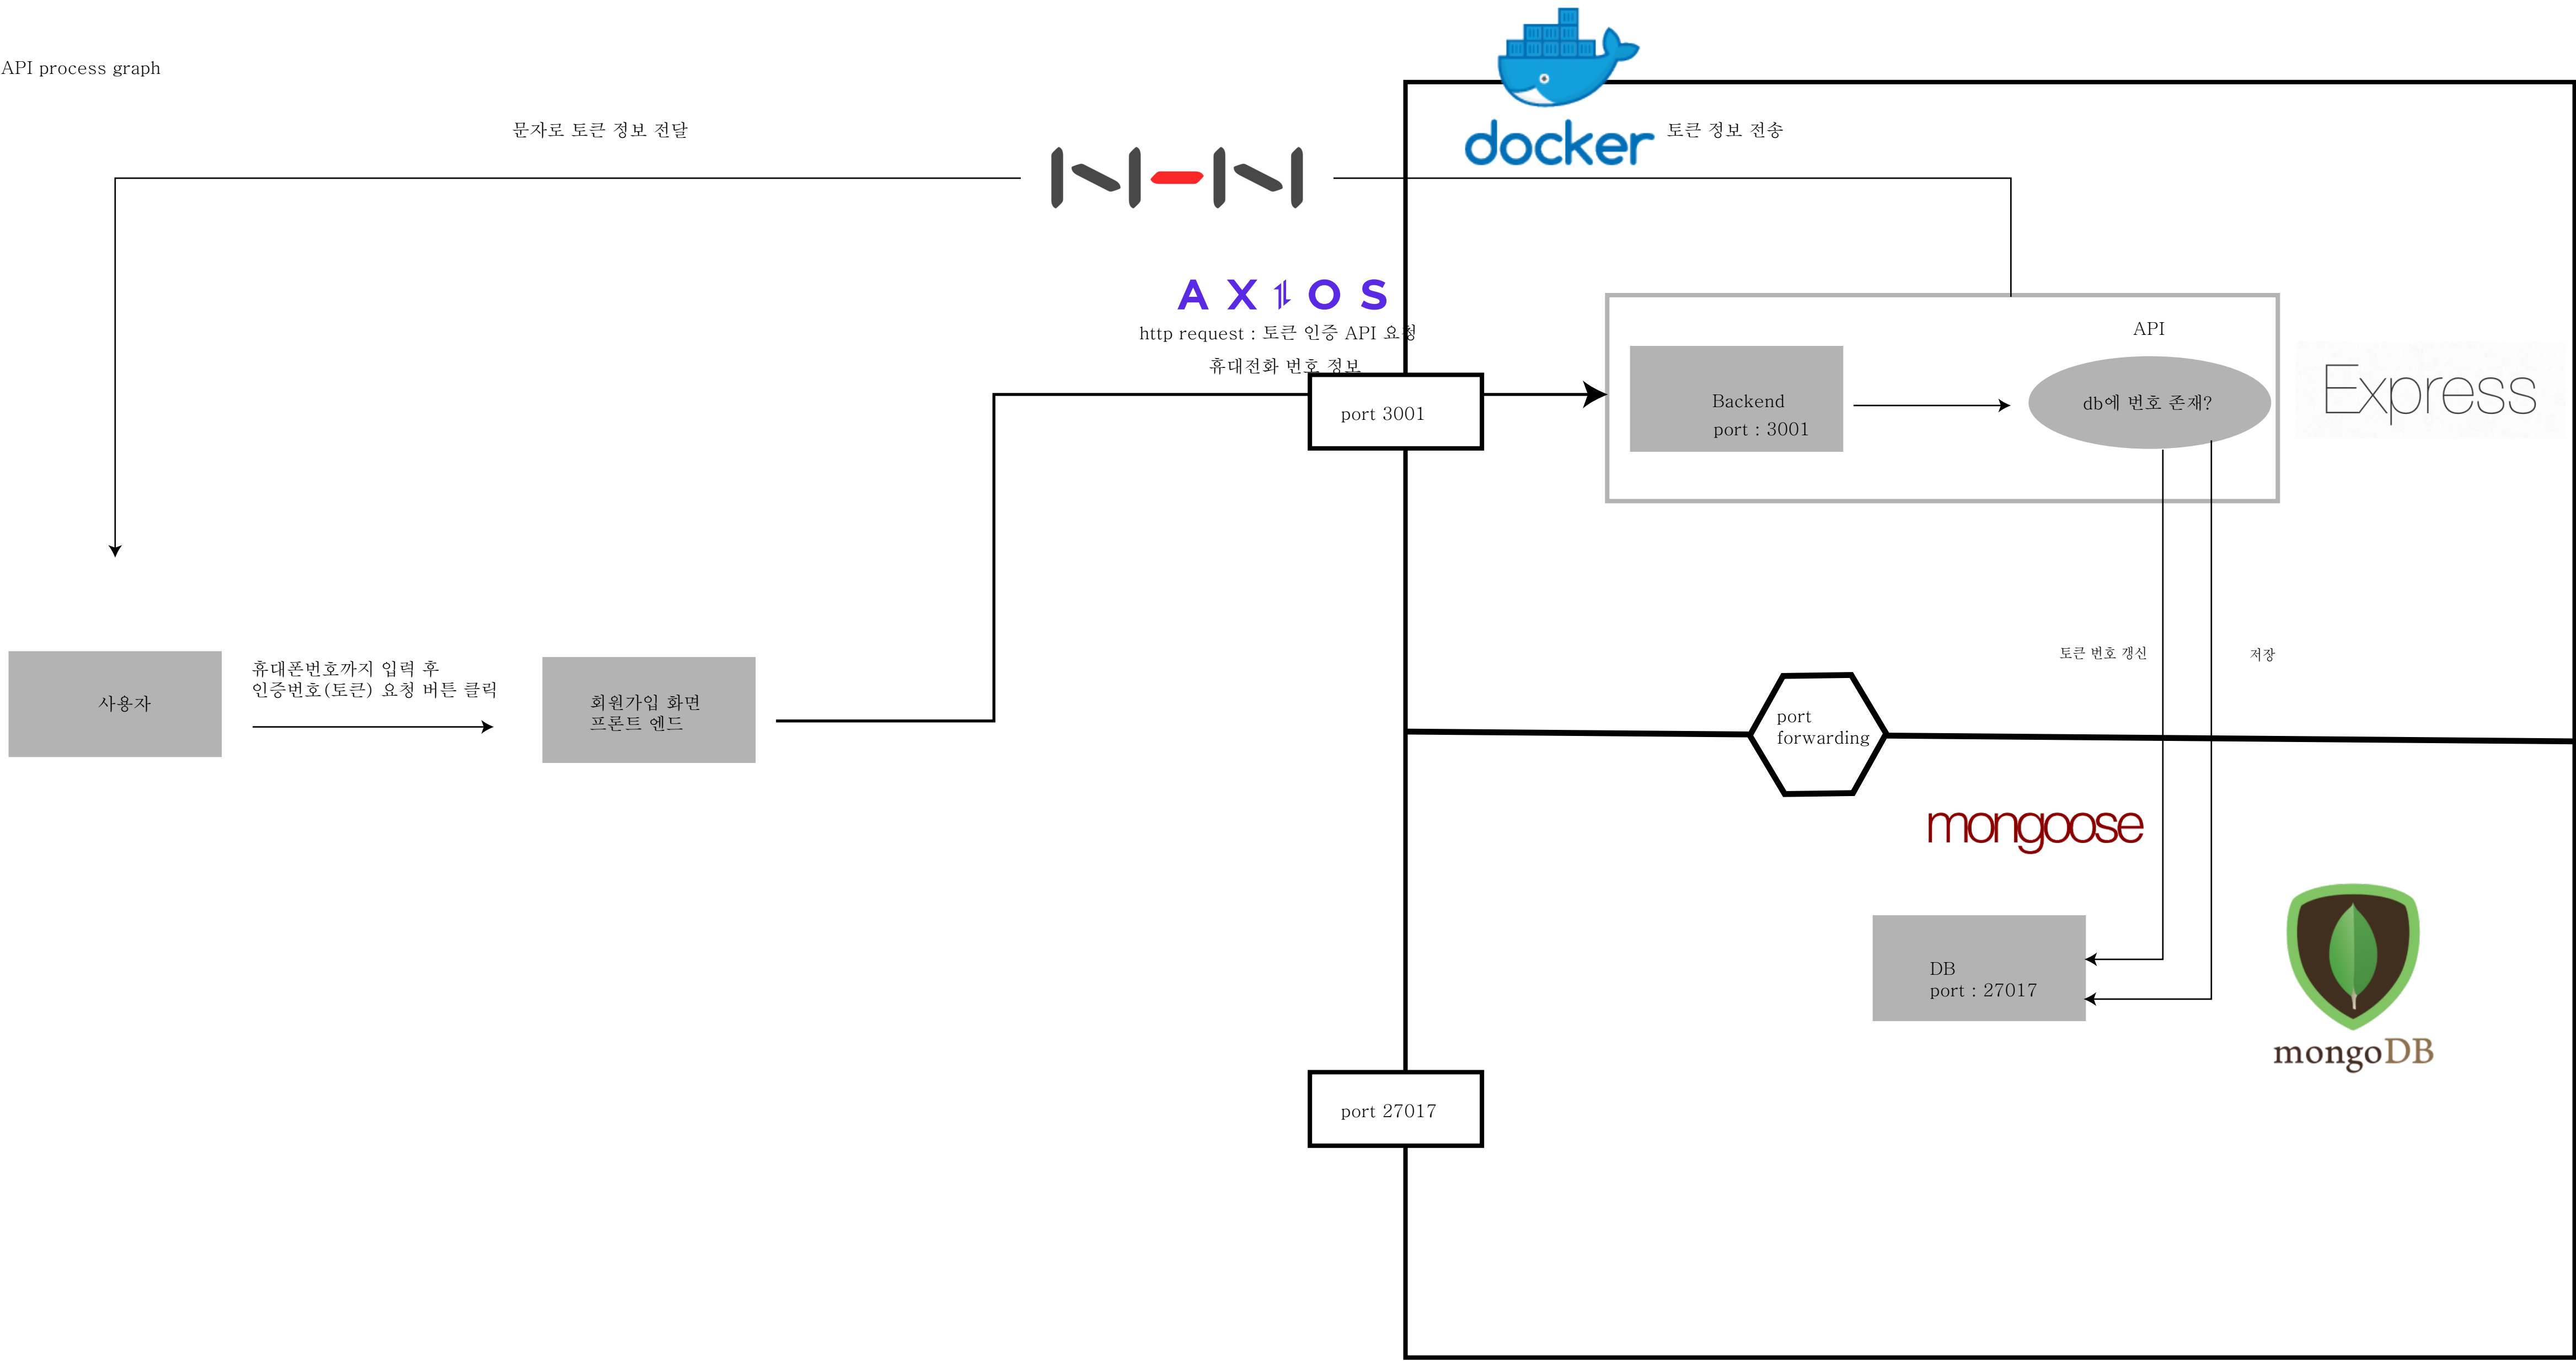 API process graph
문자로 토큰 정보 전달
docker
토큰 정보 전송
NHN
AXIOS
http request : 토큰 인증 API 요청
휴대전화 번호 정보
port 3001
API
Backend
port : 3001
db에 번호 존재?
Express
사용자
휴대폰번호까지 입력 후
인증번호(토큰) 요청 버튼 클릭
회원가입 화면
프론트 엔드
토큰 번호 갱신
저장
port
forwarding
mongoose
DB
port : 27017
mongoDB
port 27017